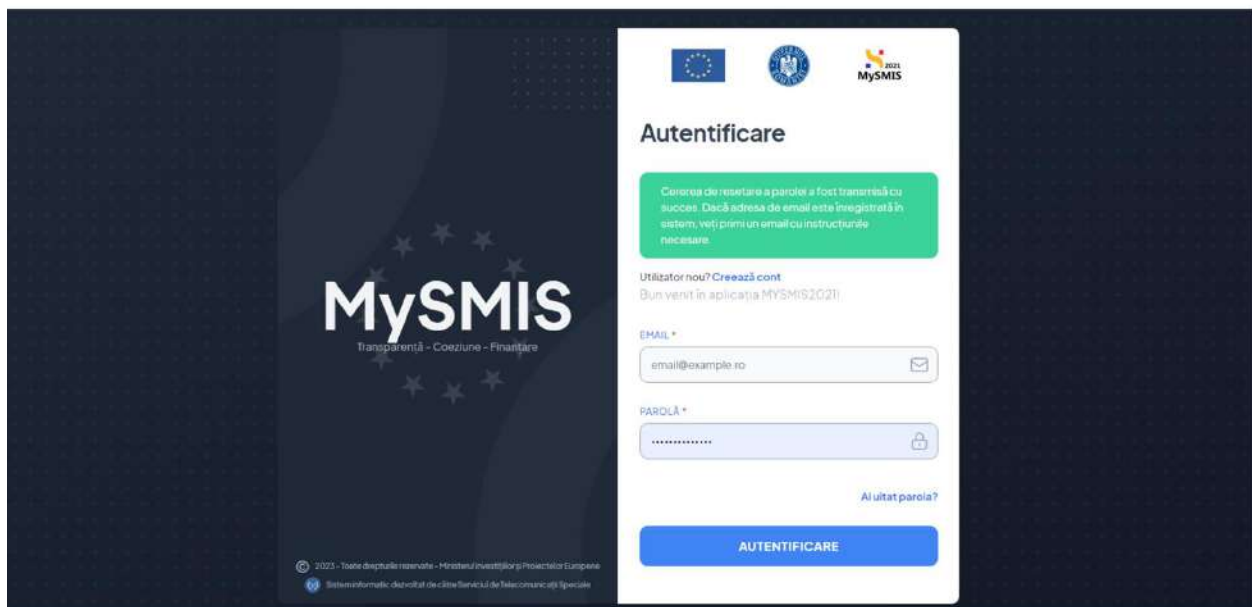 MySMIS
Transparență - Coeziune - Finanțare
© 2023 - Toate drepturile rezervate - Ministerul Investițiilor și Proiectelor Europene
Sistem informatic dezvoltat de către Serviciul de Telecomunicații Speciale
2021
MySMIS
Autentificare
Cererea de resetare a parolei a fost transmisă cu
succes. Dacă adresa de email este înregistrată în
sistem, veți primi un email cu instrucțiunile
necesare.
Utilizator nou? Creează cont
Bun venit în aplicația MYSMIS2021!
EMAIL *
email@example.ro
PAROLĂ *
••••••••••••••
Ai uitat parola?
AUTENTIFICARE